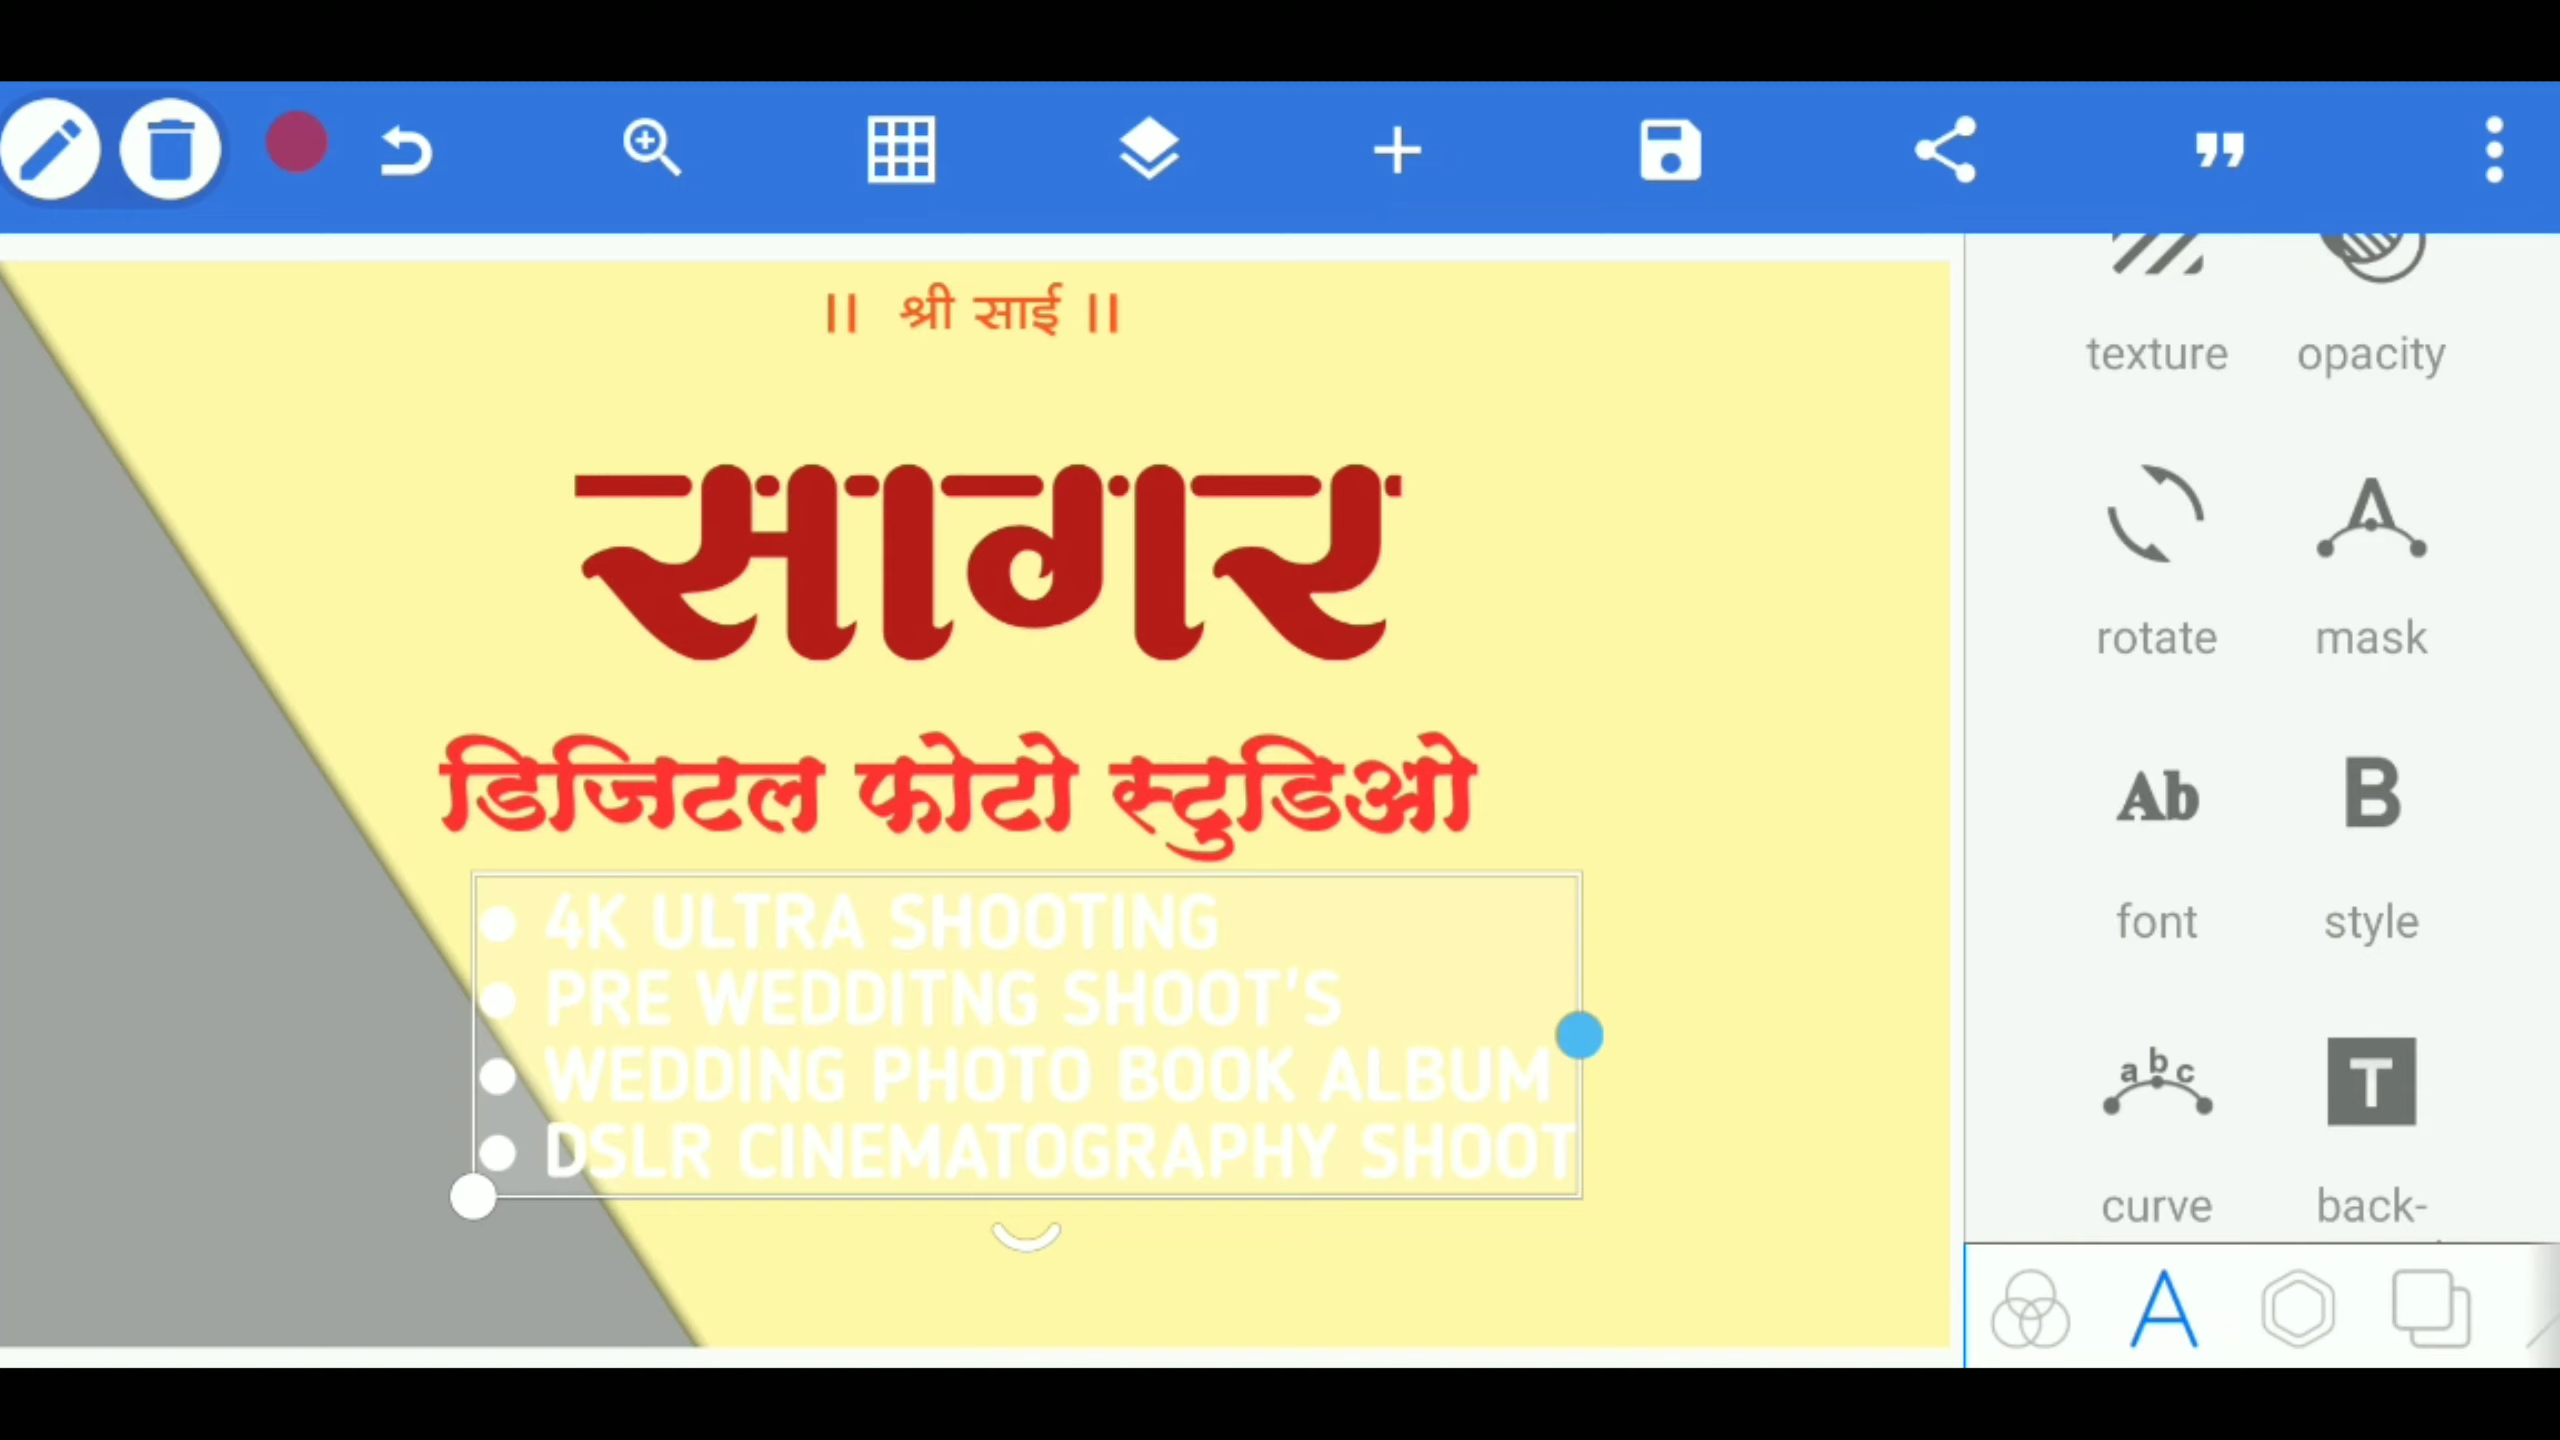 ॥ श्री साई ॥
सागर
डिजिटल फोटो स्टुडिओ
● 4K ULTRA SHOOTING
● PRE WEDDITNG SHOOT'S
● WEDDING PHOTO BOOK ALBUM
● DSLR CINEMATOGRAPHY SHOOT
texture opacity
rotate mask
Ab B
font style
abc T
curve back-
A